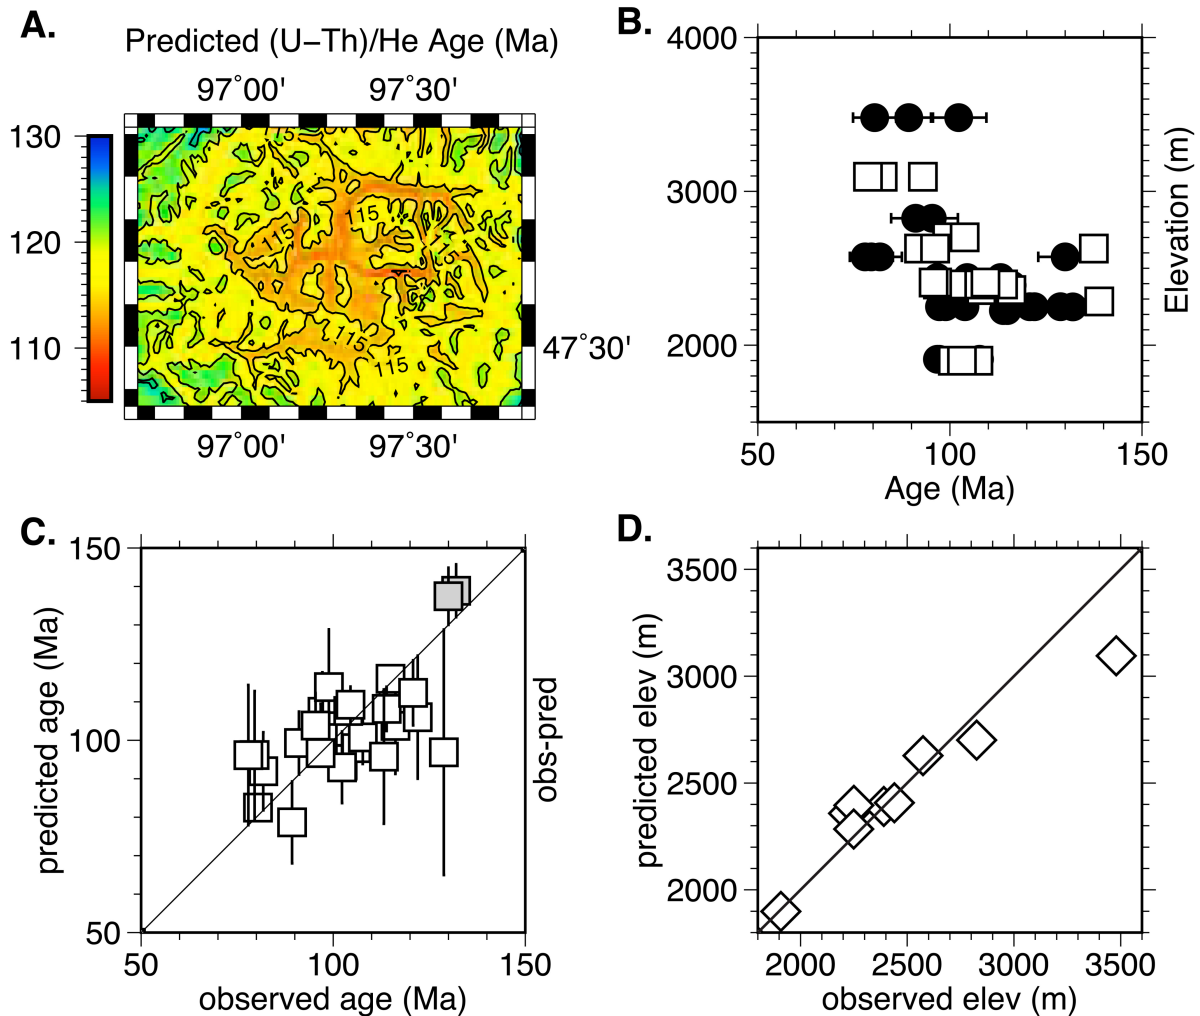 A.
Predicted (U−Th)/He Age (Ma)
97˚00' 97˚30'
130
120
110
115
115
115
115
115
115
47˚30'
97˚00' 97˚30'
B.
4000
3000
2000
Elevation (m)
50 100 150
Age (Ma)
C.
150
100
50
predicted age (Ma)
obs-pred
50 100 150
observed age (Ma)
D.
3500
3000
2500
2000
predicted elev (m)
2000 2500 3000 3500
observed elev (m)